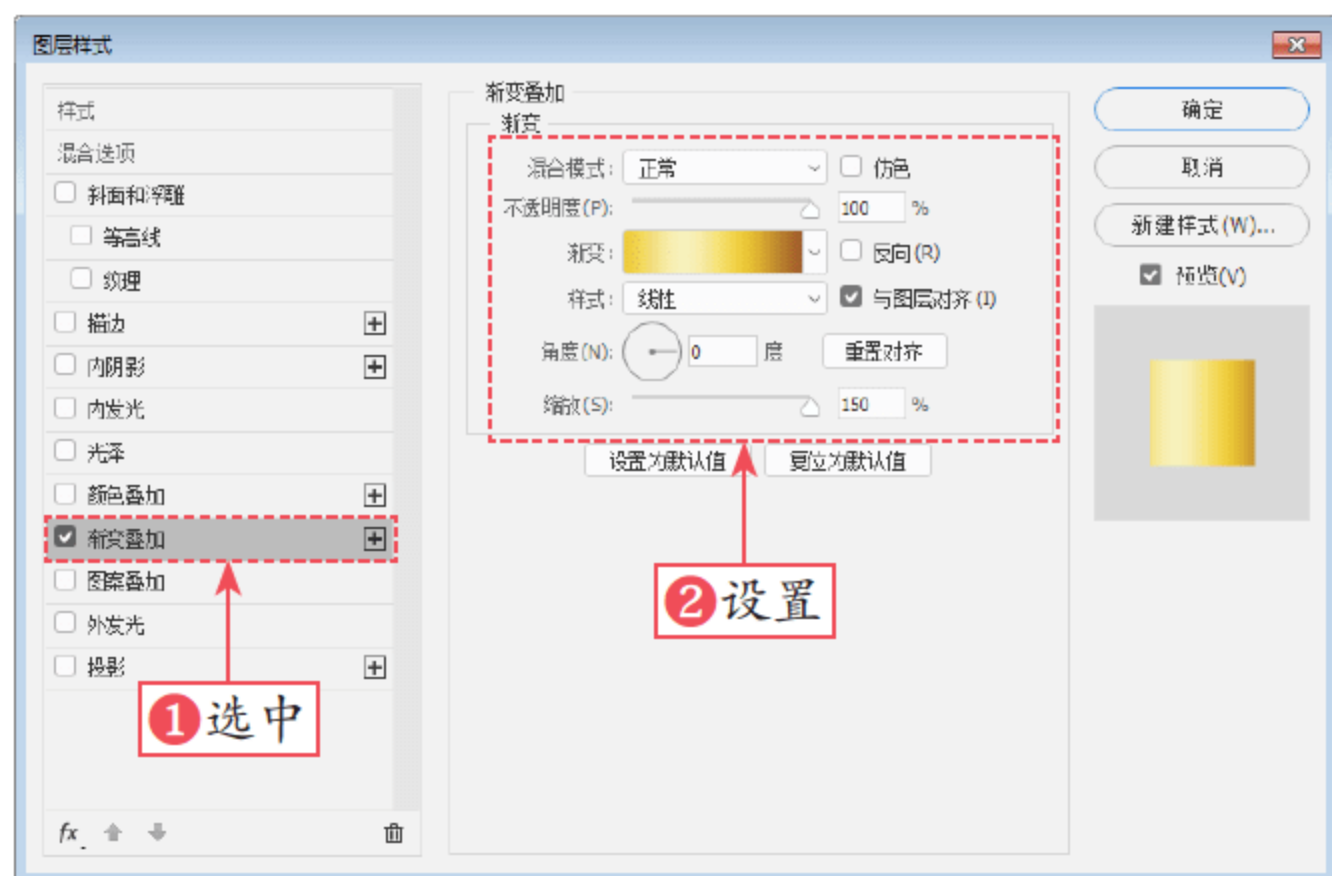 图层样式
样式
混合选项
斜面和浮雕
等高线
纹理
描边
内阴影
内发光
光泽
颜色叠加
渐变叠加
图案叠加
外发光
投影
❶选中
fx
渐变叠加
渐变
混合模式: 正常 仿色
不透明度(P): 100 %
渐变: 反向(R)
样式: 线性 与图层对齐(I)
角度(N): 0 度 重置对齐
缩放(S): 150 %
设置为默认值 复位为默认值
❷设置
确定
取消
新建样式(W)...
预览(V)